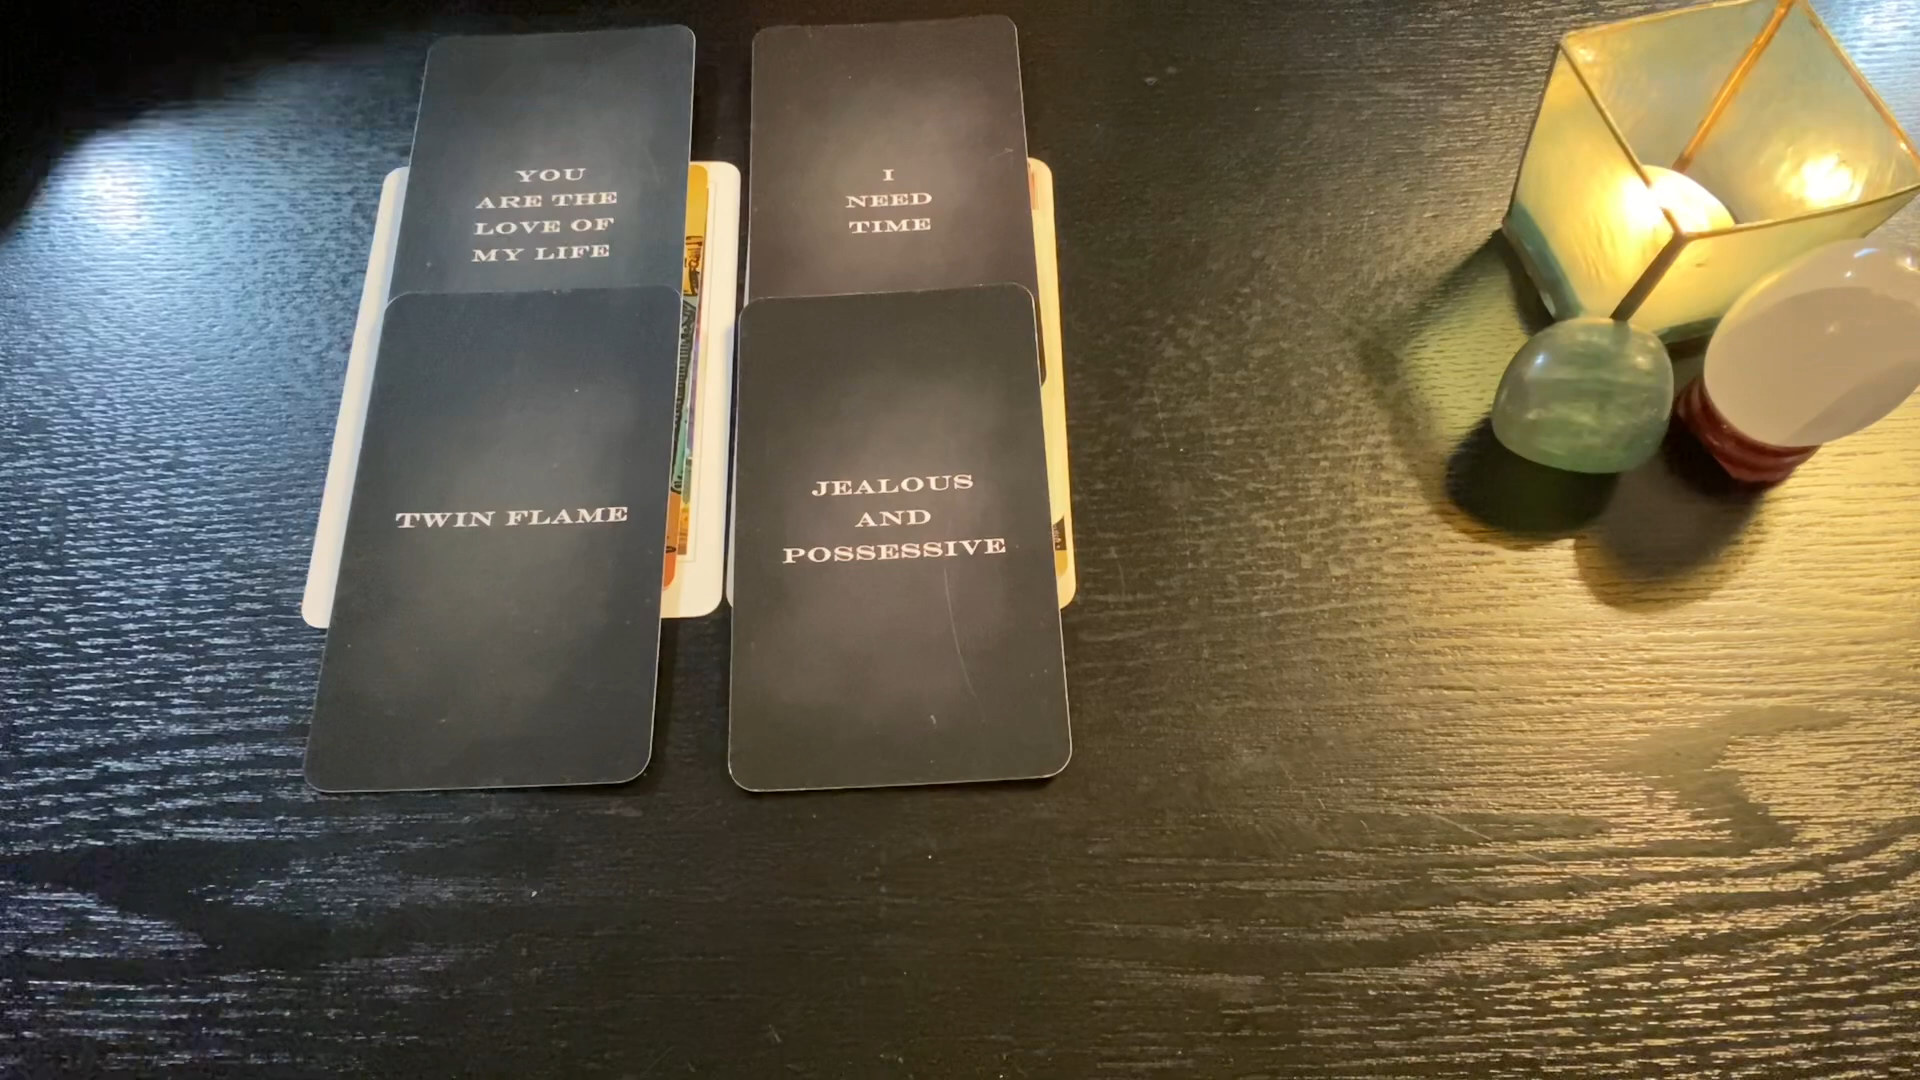 YOU
ARE THE
LOVE OF
MY LIFE
TWIN FLAME
I
NEED
TIME
JEALOUS
AND
POSSESSIVE